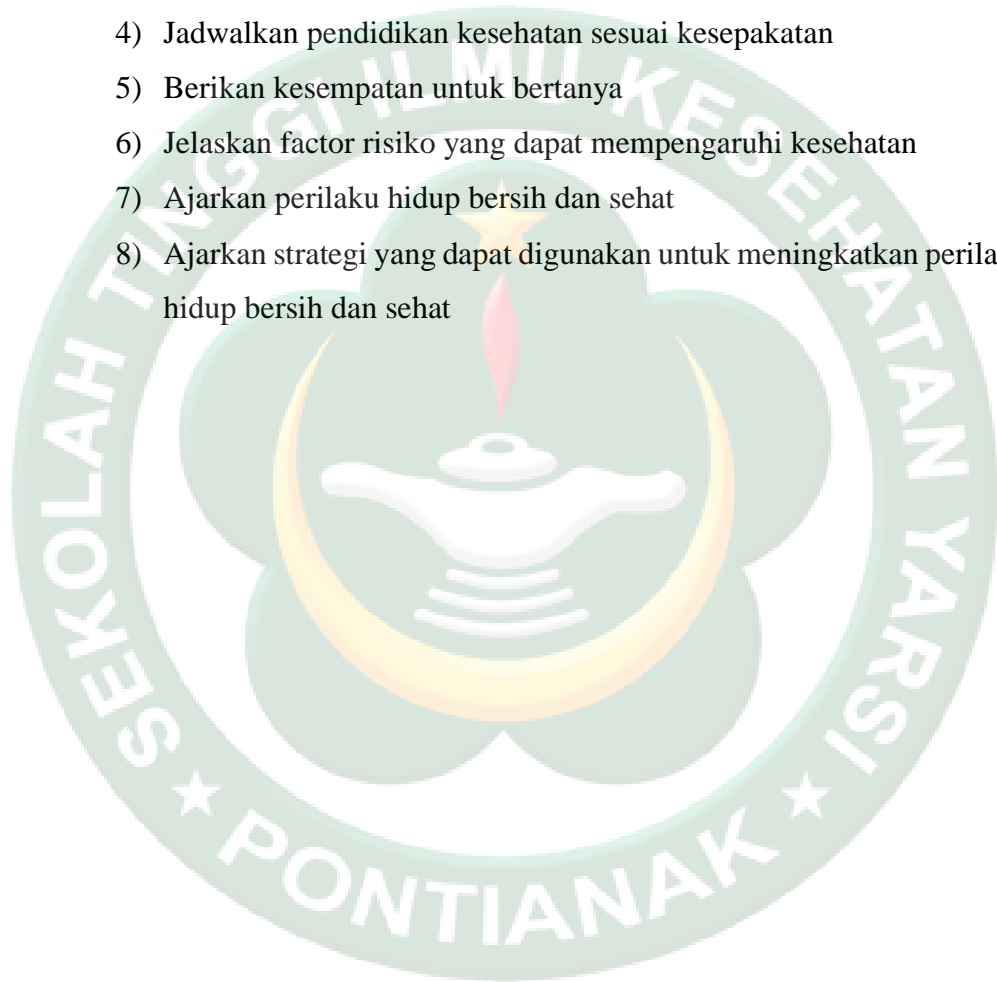 4) Jadwalkan pendidikan kesehatan sesuai kesepakatan
5) Berikan kesempatan untuk bertanya
6) Jelaskan factor risiko yang dapat mempengaruhi kesehatan
7) Ajarkan perilaku hidup bersih dan sehat
8) Ajarkan strategi yang dapat digunakan untuk meningkatkan perila
hidup bersih dan sehat
SEKOLAH TINGGI ILMU KESEHATAN YARSI
PONTIANAK